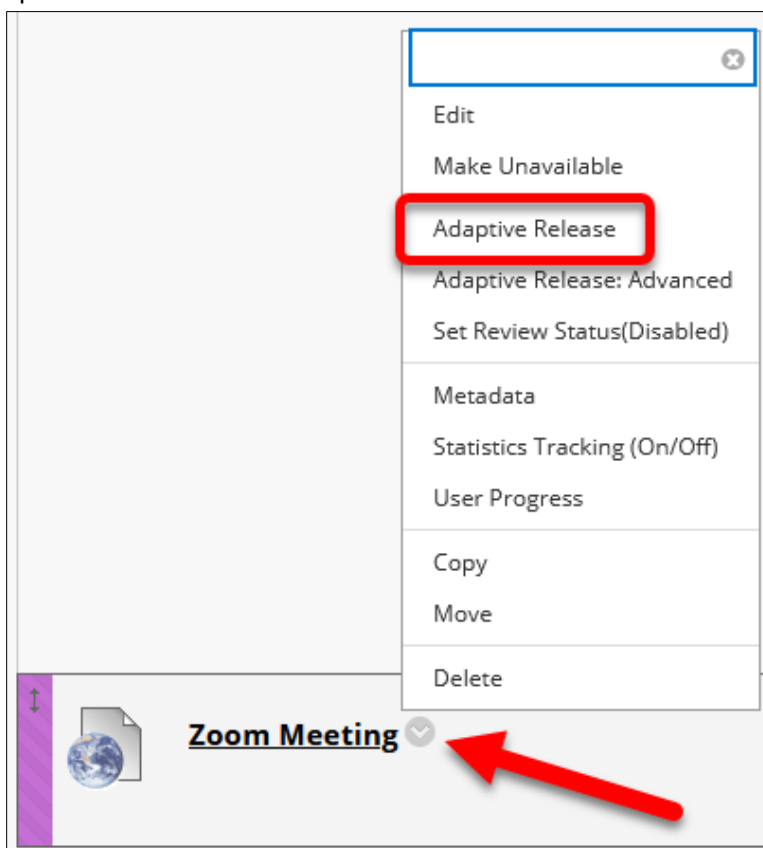 Edit
Make Unavailable
Adaptive Release
Adaptive Release: Advanced
Set Review Status(Disabled)
Metadata
Statistics Tracking (On/Off)
User Progress
Copy
Move
Delete
Zoom Meeting